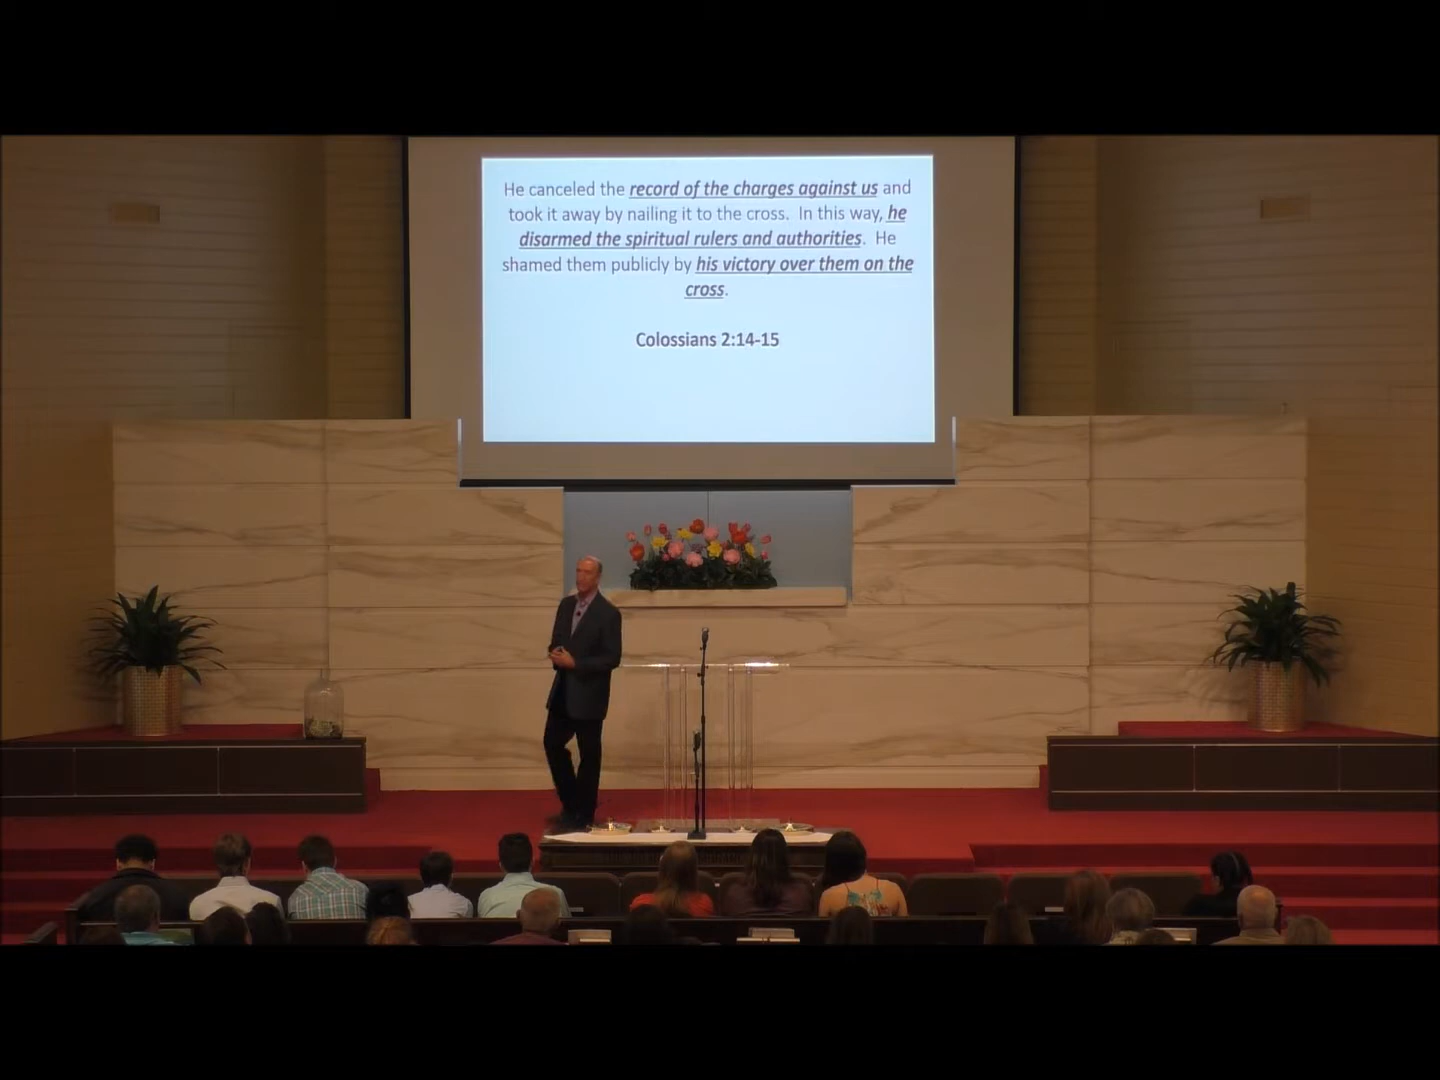 He canceled the record of the charges against us and
took it away by nailing it to the cross. In this way, he
disarmed the spiritual rulers and authorities. He
shamed them publicly by his victory over them on the
cross.
Colossians 2:14-15